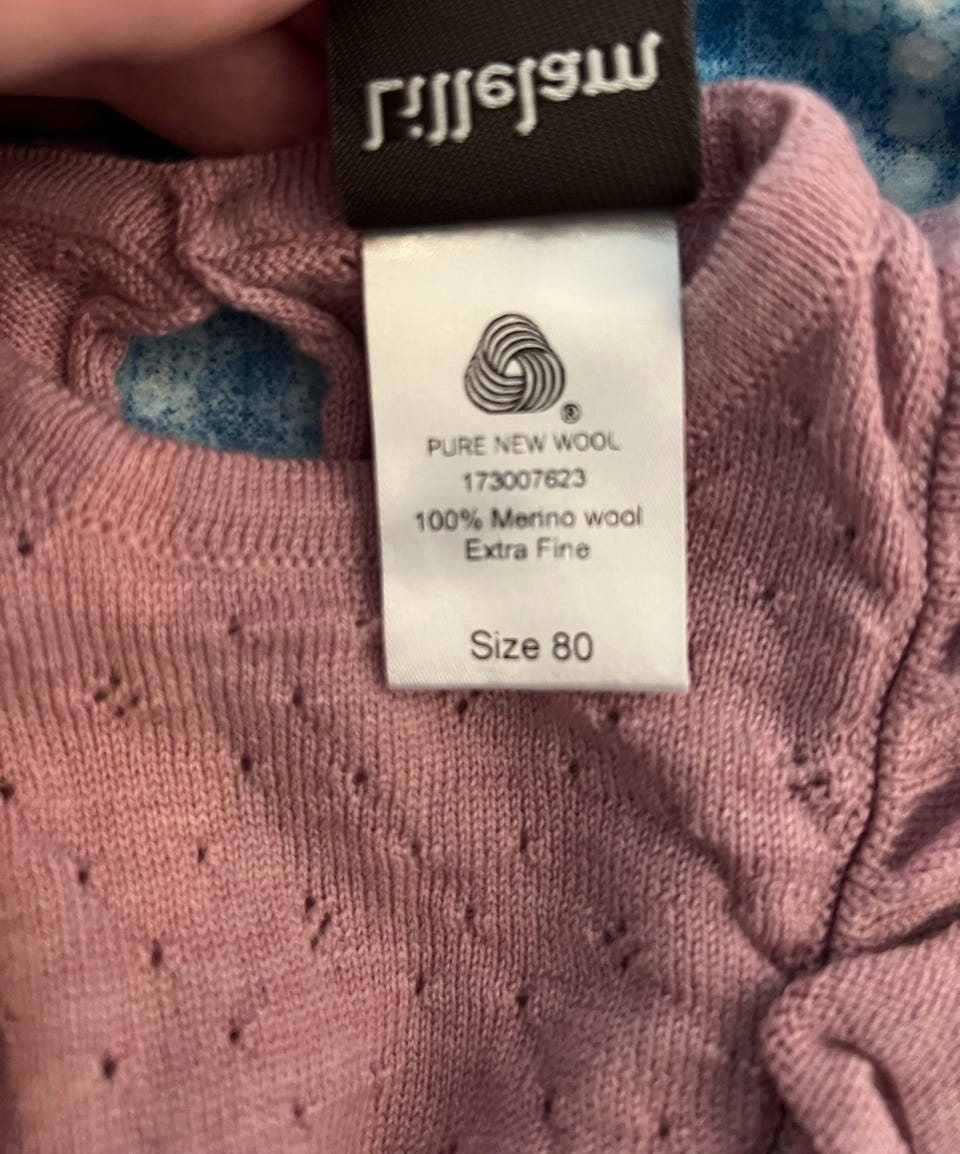 Lillelam
PURE NEW WOOL
173007623
100% Merino wool
Extra Fine
Size 80